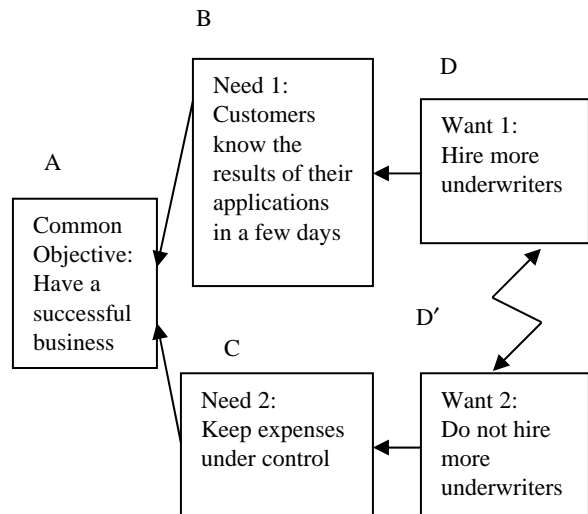 B
Need 1:
Customers
know the
results of their
applications
in a few days
D
Want 1:
Hire more
underwriters
A
Common
Objective:
Have a
successful
business
D′
C
Need 2:
Keep expenses
under control
Want 2:
Do not hire
more
underwriters